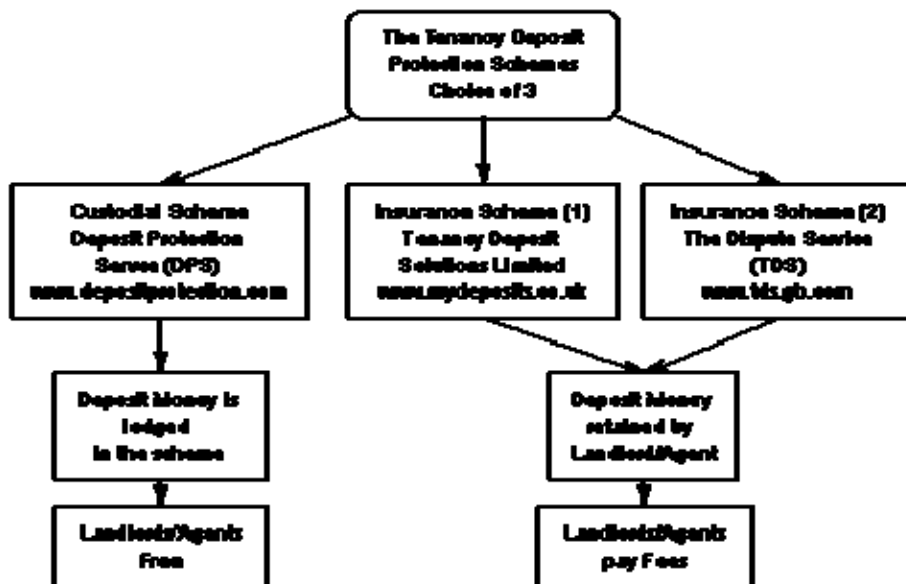 The Tenancy Deposit
Protection Schemes
Choice of 3
Custodial Scheme
Deposit Protection
Servce (DPS)
www.depositprotection.com
Insurance Scheme (1)
Tenancy Deposit
Solutions Limited
www.mydeposits.co.uk
Insurance Scheme (2)
The Dispute Service
(TDS)
www.tds.gb.com
Deposit Money is
lodged
in the scheme
Deposit Money
retained by
Landlord/Agent
Landlords/Agents
Free
Landlords/Agents
pay Fees